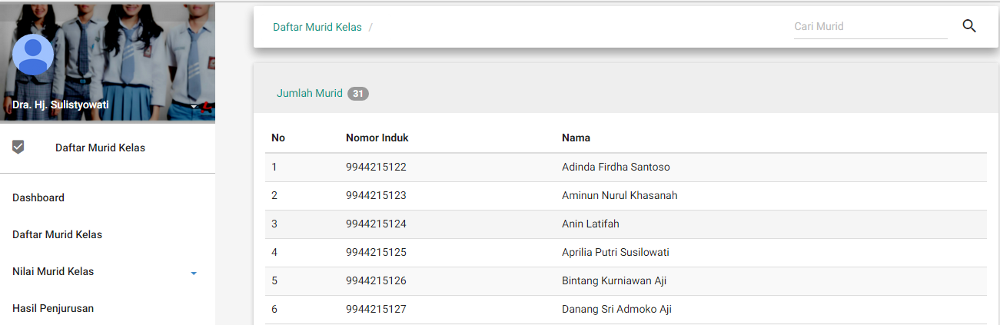 Dra. Hj. Sulistyowati
Daftar Murid Kelas
Dashboard
Daftar Murid Kelas
Nilai Murid Kelas
Hasil Penjurusan
Daftar Murid Kelas /
Cari Murid
Jumlah Murid 31
No Nomor Induk Nama
1 9944215122 Adinda Firdha Santoso
2 9944215123 Aminun Nurul Khasanah
3 9944215124 Anin Latifah
4 9944215125 Aprilia Putri Susilowati
5 9944215126 Bintang Kurniawan Aji
6 9944215127 Danang Sri Admoko Aji